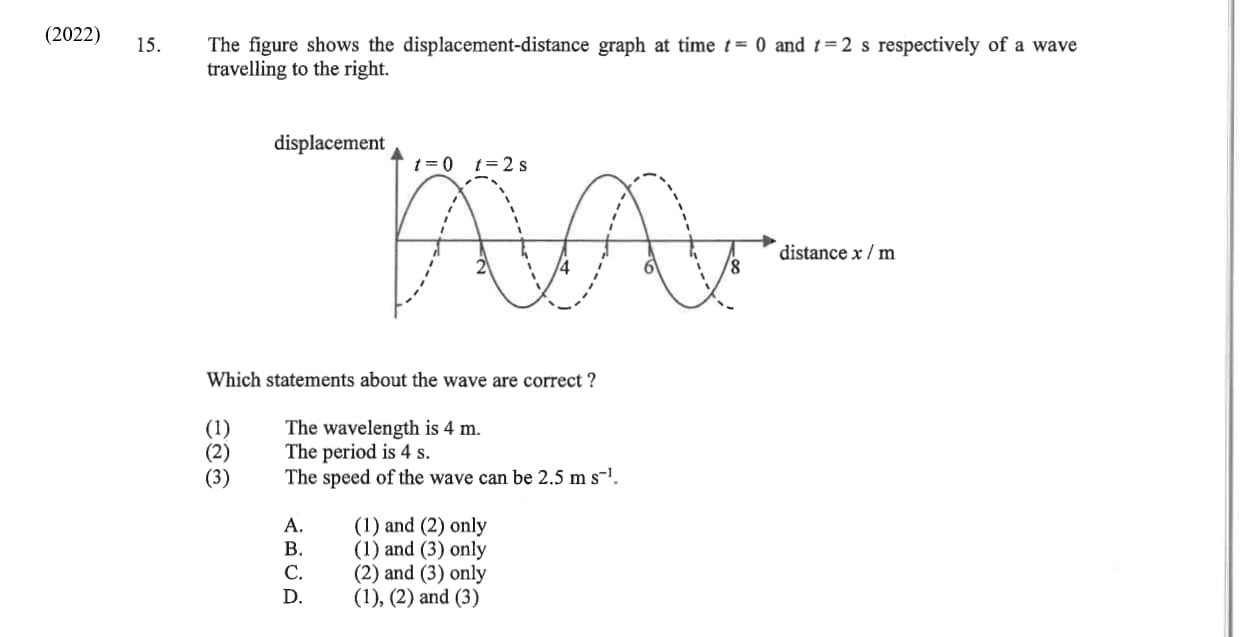 (2022)
15. The figure shows the displacement-distance graph at time t = 0 and t = 2 s respectively of a wave
travelling to the right.
displacement
t = 0 t = 2 s
distance x / m
2 4 6 8
Which statements about the wave are correct ?
(1) The wavelength is 4 m.
(2) The period is 4 s.
(3) The speed of the wave can be 2.5 m s⁻¹.
A. (1) and (2) only
B. (1) and (3) only
C. (2) and (3) only
D. (1), (2) and (3)